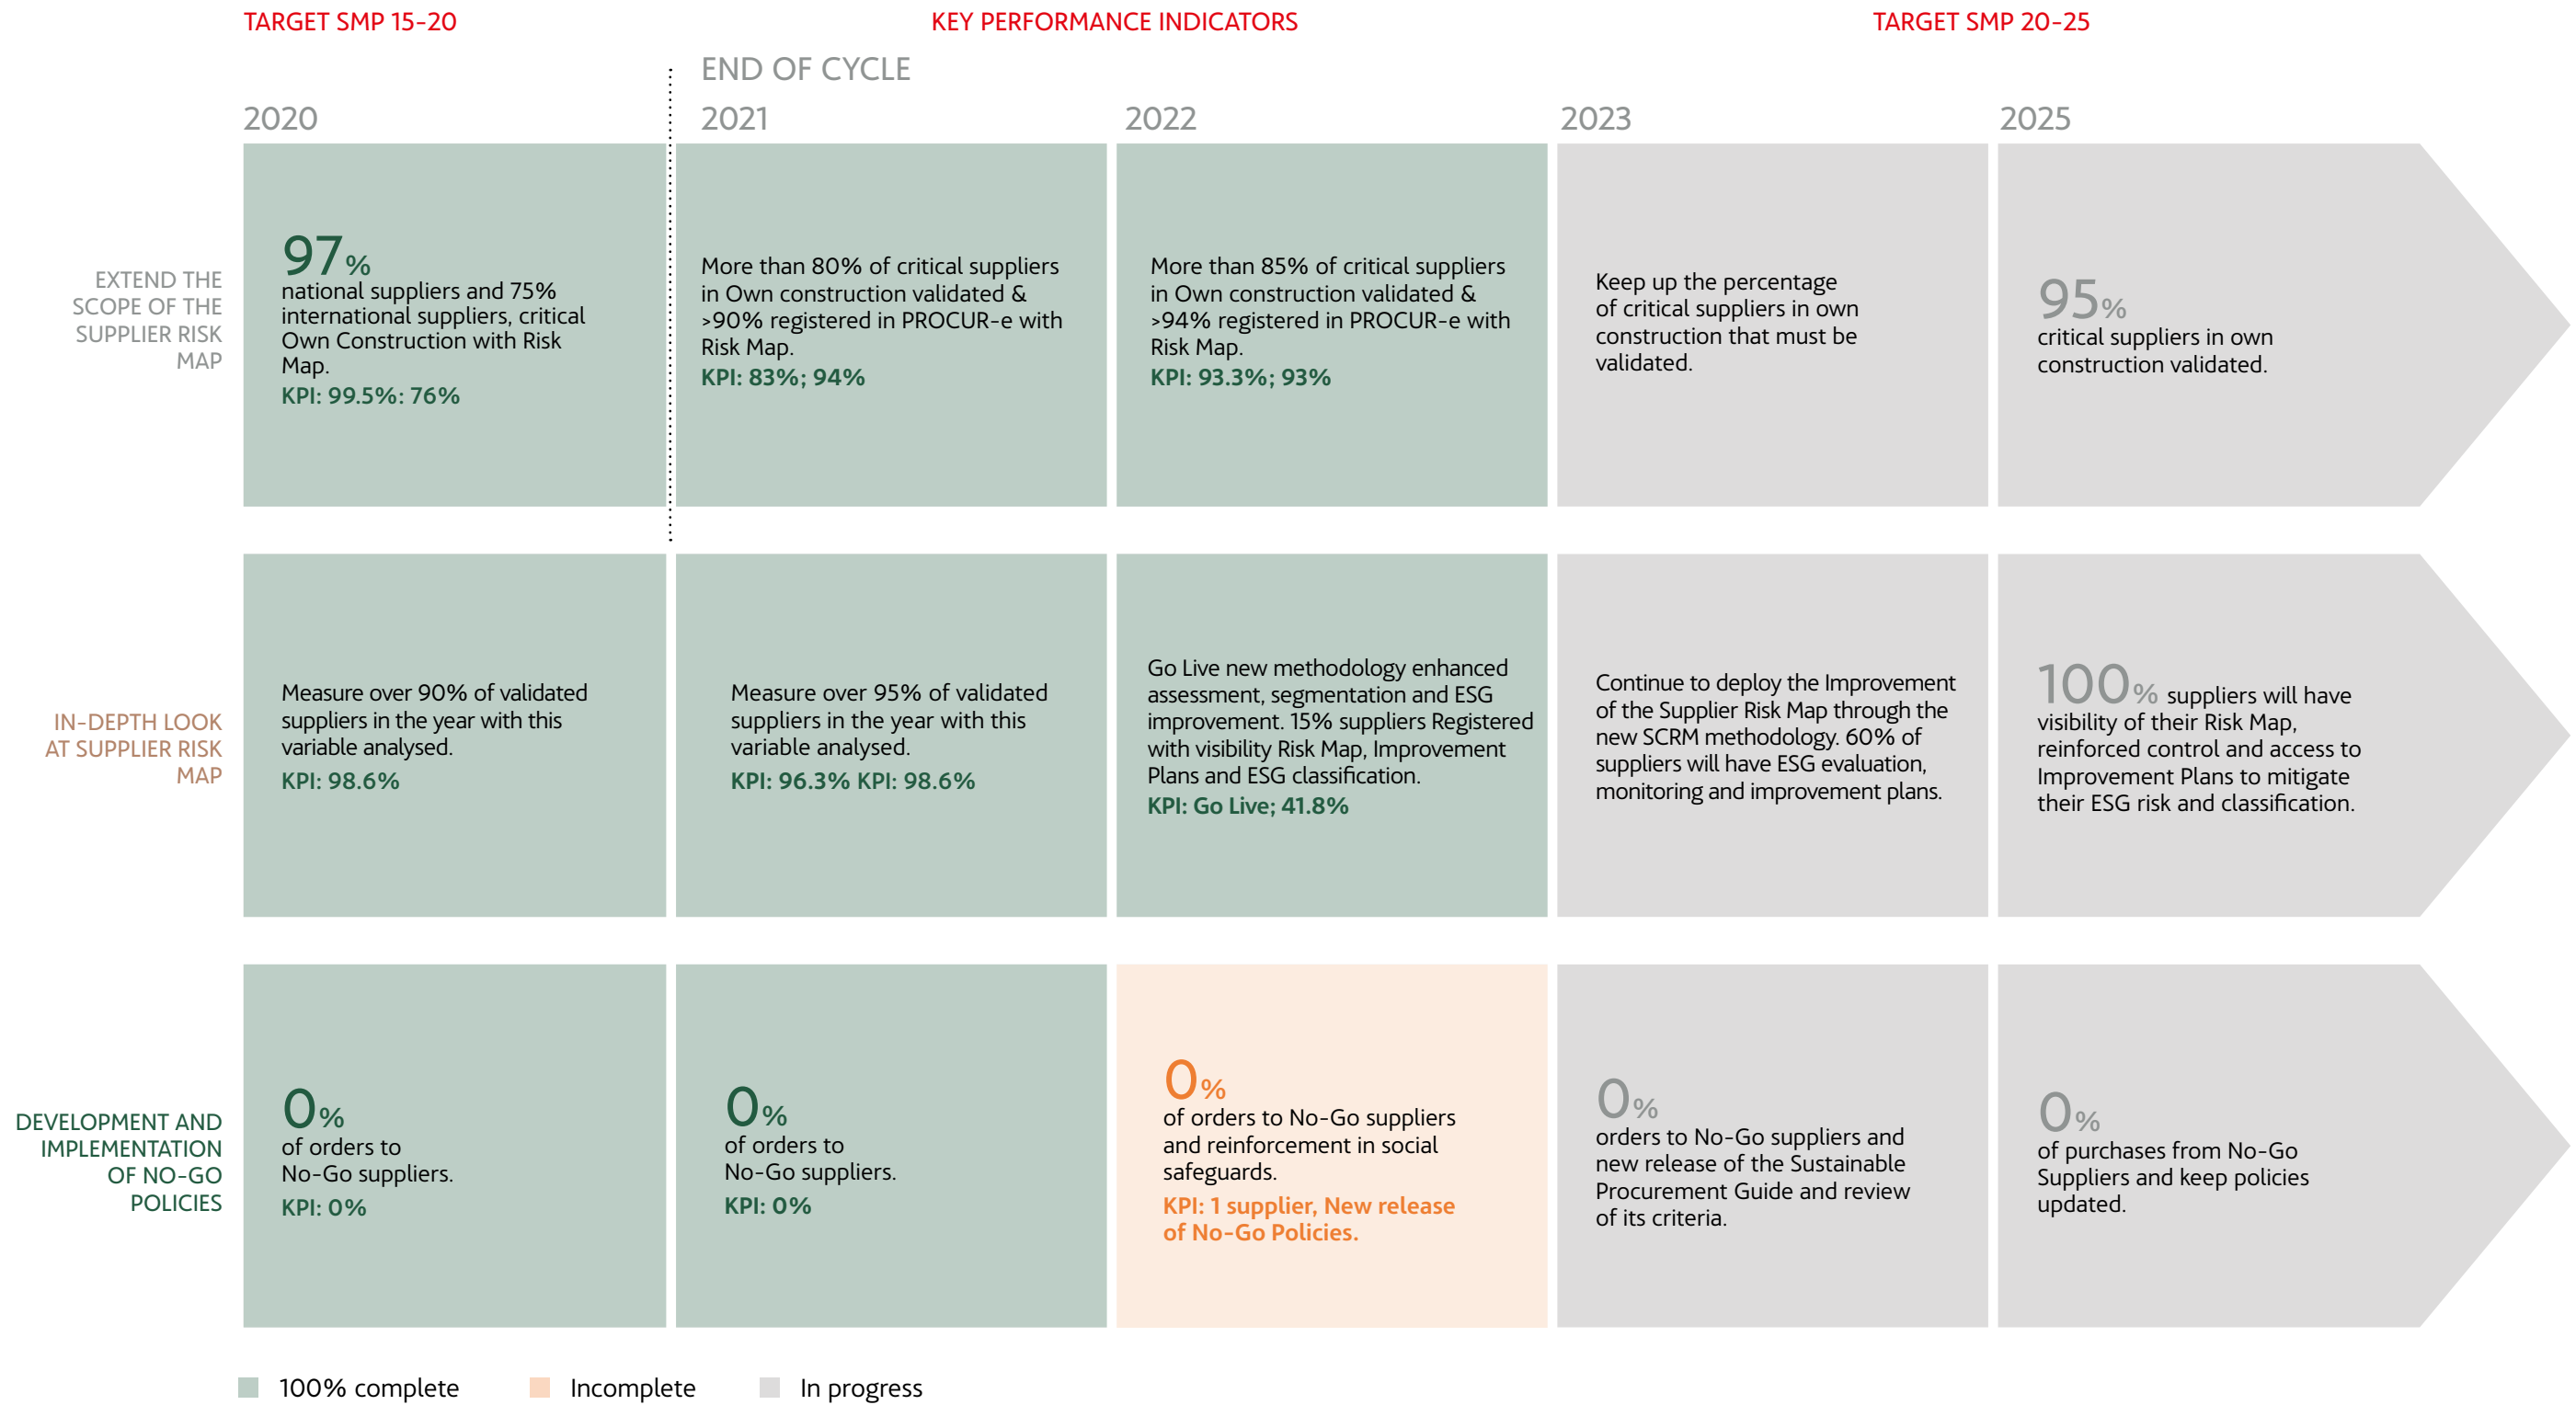 TARGET SMP 15-20
KEY PERFORMANCE INDICATORS
TARGET SMP 20-25
END OF CYCLE
2020
2021
2022
2023
2025
EXTEND THE
SCOPE OF THE
SUPPLIER RISK
MAP
97%
national suppliers and 75%
international suppliers, critical
Own Construction with Risk
Map.
KPI: 99.5%: 76%
More than 80% of critical suppliers
in Own construction validated &
>90% registered in PROCUR-e with
Risk Map.
KPI: 83%; 94%
More than 85% of critical suppliers
in Own construction validated &
>94% registered in PROCUR-e with
Risk Map.
KPI: 93.3%; 93%
Keep up the percentage
of critical suppliers in own
construction that must be
validated.
95%
critical suppliers in own
construction validated.
IN-DEPTH LOOK
AT SUPPLIER RISK
MAP
Measure over 90% of validated
suppliers in the year with this
variable analysed.
KPI: 98.6%
Measure over 95% of validated
suppliers in the year with this
variable analysed.
KPI: 96.3% KPI: 98.6%
Go Live new methodology enhanced
assessment, segmentation and ESG
improvement. 15% suppliers Registered
with visibility Risk Map, Improvement
Plans and ESG classification.
KPI: Go Live; 41.8%
Continue to deploy the Improvement
of the Supplier Risk Map through the
new SCRM methodology. 60% of
suppliers will have ESG evaluation,
monitoring and improvement plans.
100% suppliers will have
visibility of their Risk Map,
reinforced control and access to
Improvement Plans to mitigate
their ESG risk and classification.
DEVELOPMENT AND
IMPLEMENTATION
OF NO-GO
POLICIES
0%
of orders to
No-Go suppliers.
KPI: 0%
0%
of orders to
No-Go suppliers.
KPI: 0%
0%
of orders to No-Go suppliers
and reinforcement in social
safeguards.
KPI: 1 supplier, New release
of No-Go Policies.
0%
orders to No-Go suppliers and
new release of the Sustainable
Procurement Guide and review
of its criteria.
0%
of purchases from No-Go
Suppliers and keep policies
updated.
100% complete
Incomplete
In progress